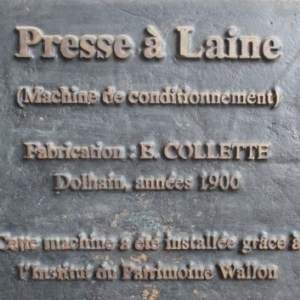 Presse à Laine
(Machine de conditionnement)
Fabrication : E. COLLETTE
Dolhain, années 1900
Cette machine a été installée grâce à
l'Institut du Patrimoine Wallon